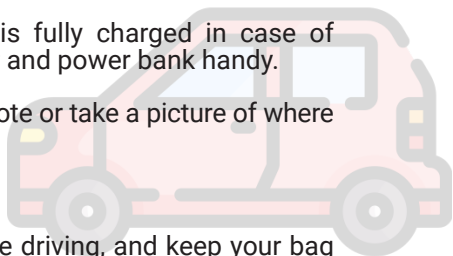 is fully charged in case of
and power bank handy.
ote or take a picture of where
e driving, and keep your bag